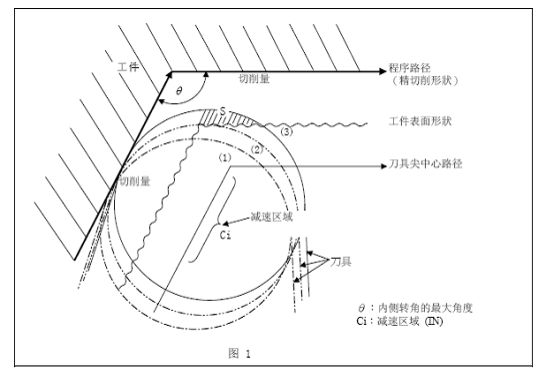 工件
θ
切削量
程序路径
(精切削形状)
S
(3)
工件表面形状
(2)
(1)
刀具尖中心路径
切削量
减速区域
Ci
刀具
θ：内侧转角的最大角度
Ci：减速区域 (IN)
图 1